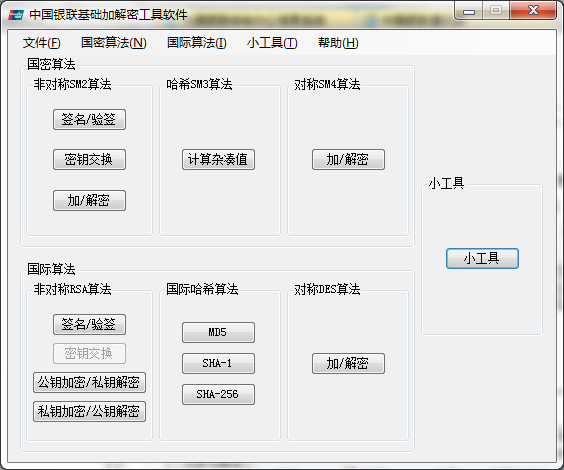 中国银联基础加解密工具软件
文件(F) 国密算法(N) 国际算法(I) 小工具(T) 帮助(H)
国密算法
非对称SM2算法
签名/验签
密钥交换
加/解密
哈希SM3算法
计算杂凑值
对称SM4算法
加/解密
小工具
小工具
国际算法
非对称RSA算法
签名/验签
密钥交换
公钥加密/私钥解密
私钥加密/公钥解密
国际哈希算法
MD5
SHA-1
SHA-256
对称DES算法
加/解密